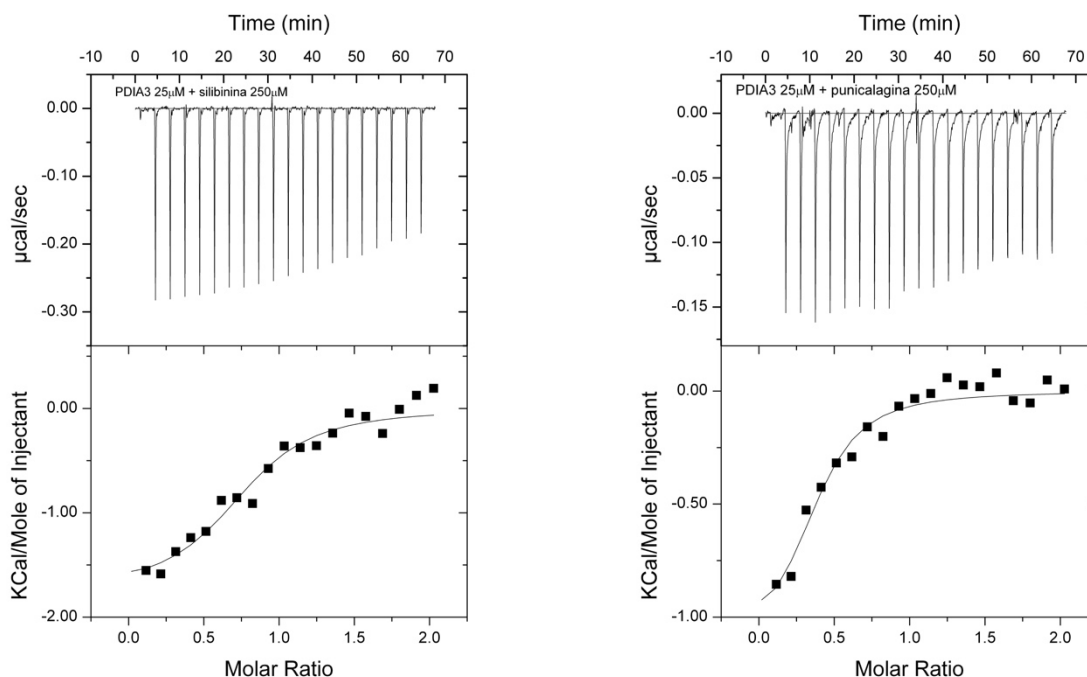 Time (min)
-10 0 10 20 30 40 50 60 70
PDIA3 25µM + silibinina 250µM
0.00
-0.10
-0.20
-0.30
µcal/sec
0.00
-1.00
-2.00
KCal/Mole of Injectant
0.0 0.5 1.0 1.5 2.0
Molar Ratio
Time (min)
-10 0 10 20 30 40 50 60 70
PDIA3 25µM + punicalagina 250µM
0.00
-0.05
-0.10
-0.15
µcal/sec
0.00
-0.50
-1.00
KCal/Mole of Injectant
0.0 0.5 1.0 1.5 2.0
Molar Ratio